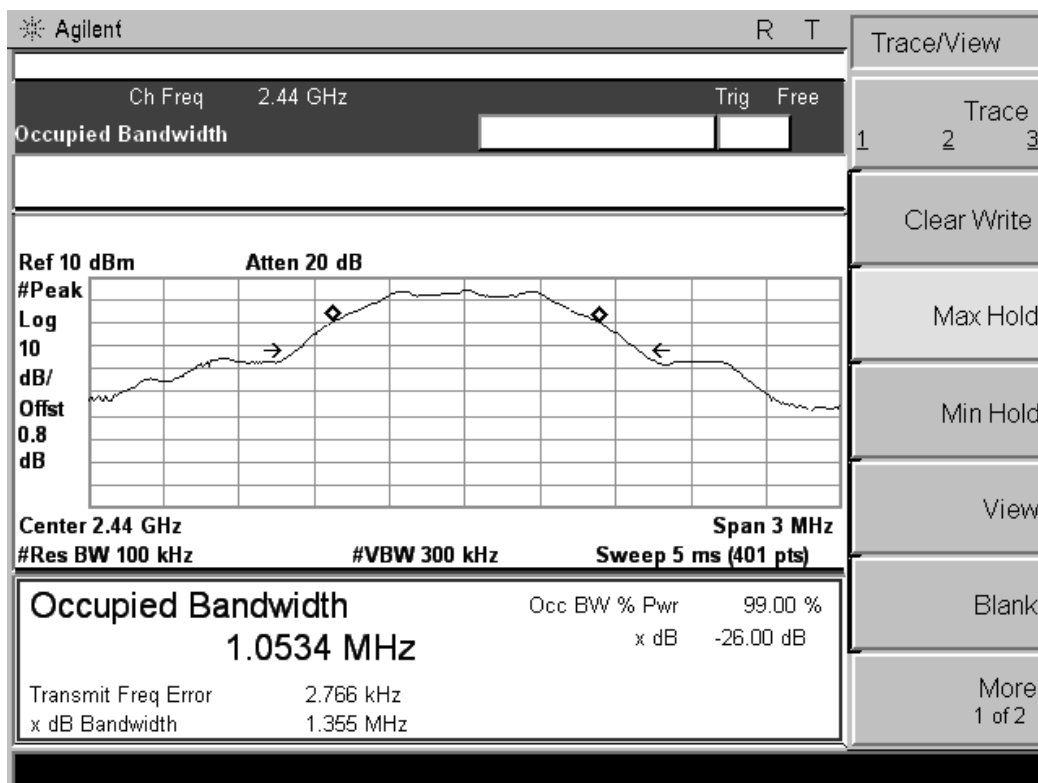 Agilent R T
Trace/View
Ch Freq 2.44 GHz Trig Free
Occupied Bandwidth
Trace
1 2 3
Clear Write
Max Hold
Min Hold
View
Blank
More
1 of 2
Ref 10 dBm Atten 20 dB
#Peak
Log
10
dB/
Offst
0.8
dB
Center 2.44 GHz Span 3 MHz
#Res BW 100 kHz #VBW 300 kHz Sweep 5 ms (401 pts)
Occupied Bandwidth
1.0534 MHz
Occ BW % Pwr 99.00 %
x dB -26.00 dB
Transmit Freq Error 2.766 kHz
x dB Bandwidth 1.355 MHz